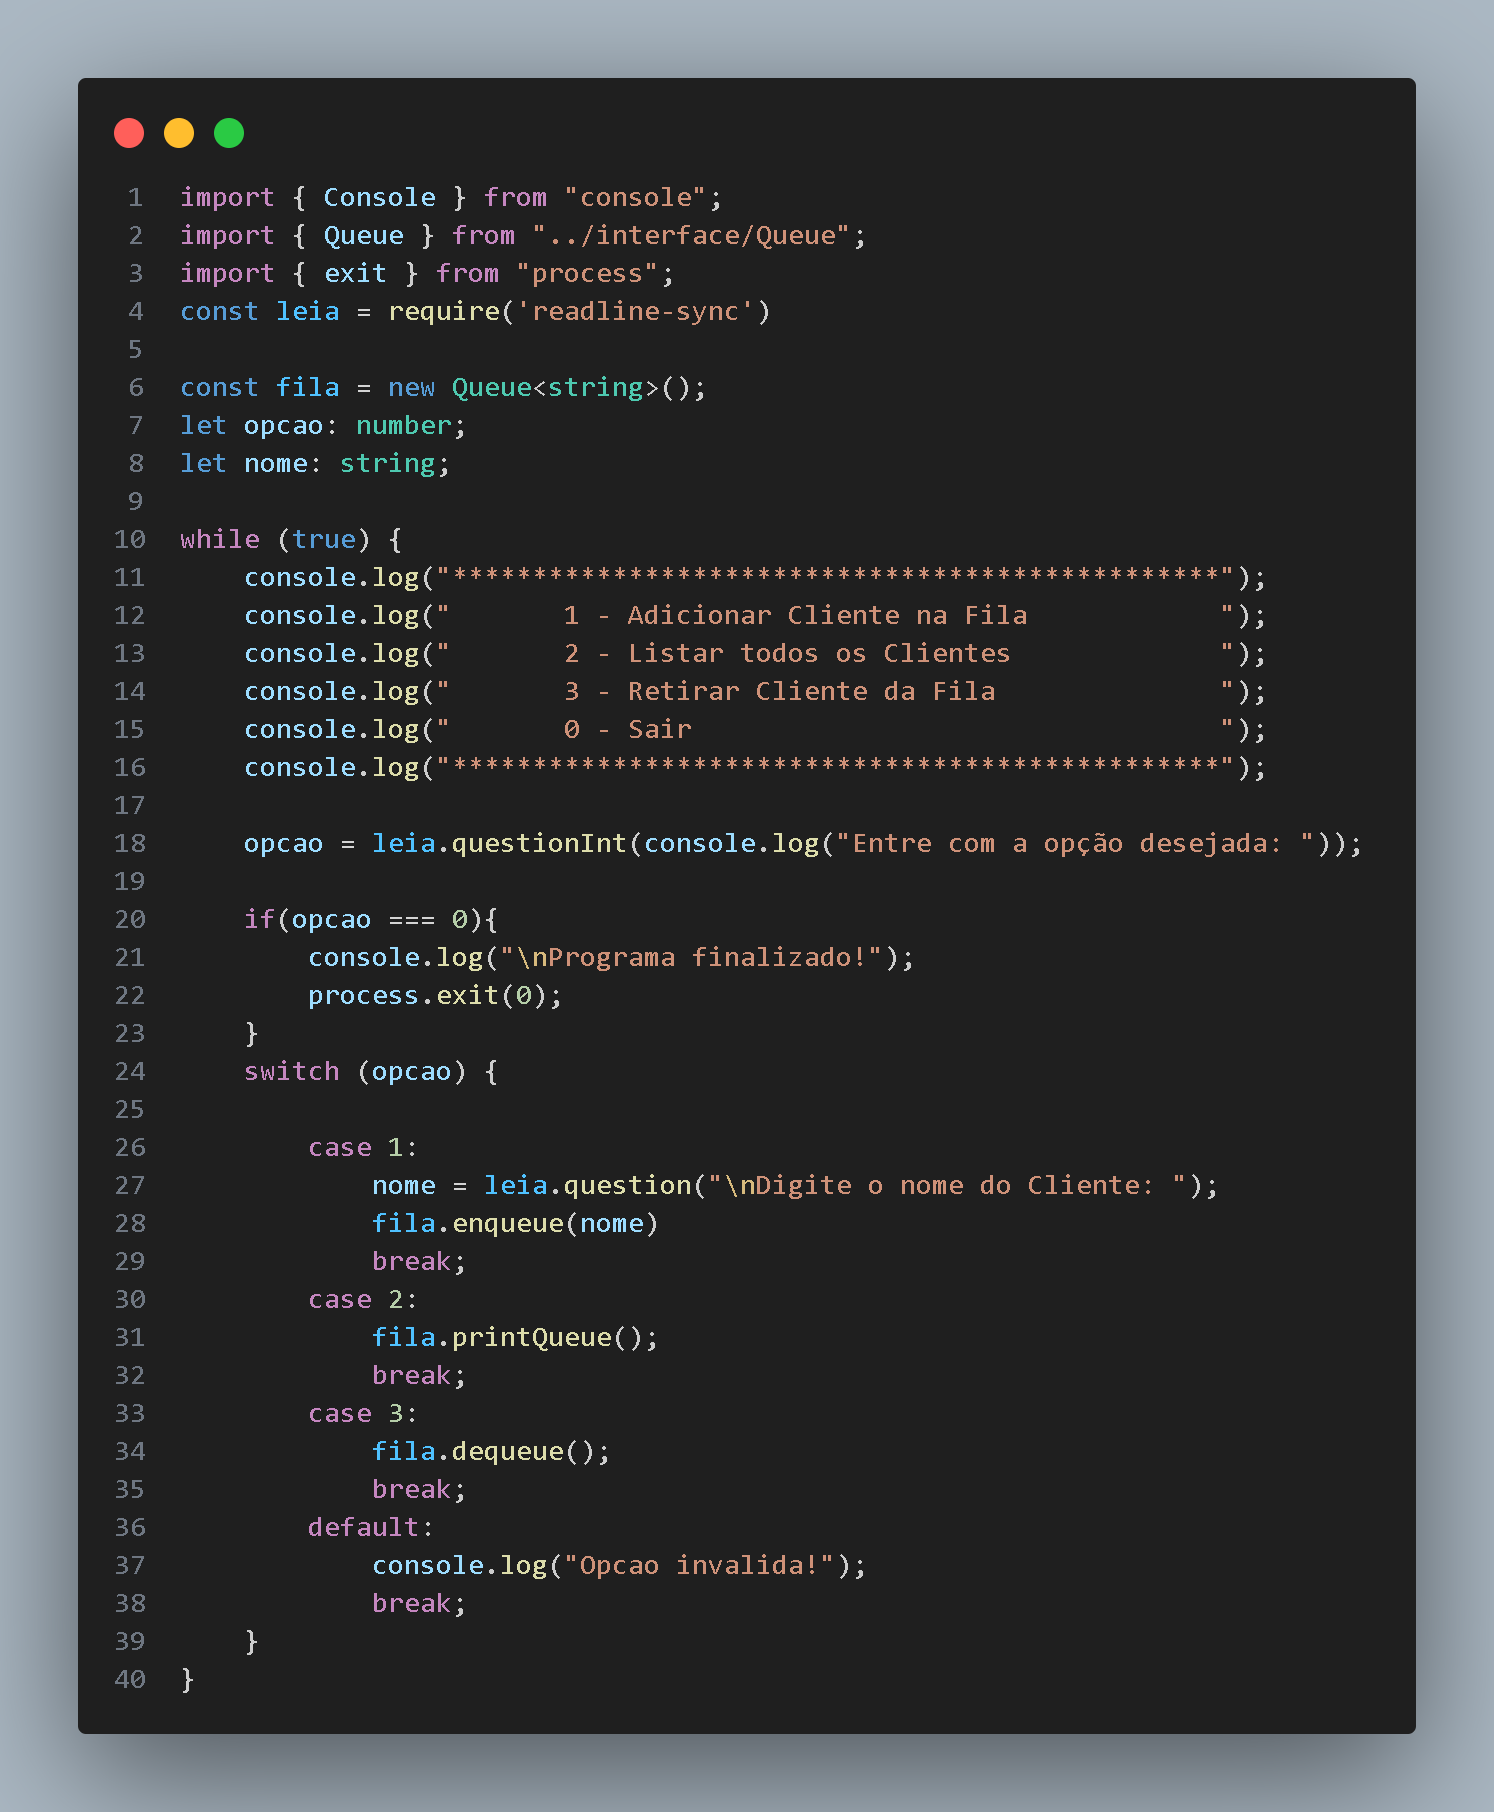 1 import { Console } from "console";
2 import { Queue } from "../interface/Queue";
3 import { exit } from "process";
4 const leia = require('readline-sync')
5
6 const fila = new Queue<string>();
7 let opcao: number;
8 let nome: string;
9
10 while (true) {
11     console.log("************************************************");
12     console.log("       1 - Adicionar Cliente na Fila            ");
13     console.log("       2 - Listar todos os Clientes             ");
14     console.log("       3 - Retirar Cliente da Fila              ");
15     console.log("       0 - Sair                                 ");
16     console.log("************************************************");
17
18     opcao = leia.questionInt(console.log("Entre com a opção desejada: "));
19
20     if(opcao === 0){
21         console.log("\nPrograma finalizado!");
22         process.exit(0);
23     }
24     switch (opcao) {
25
26         case 1:
27             nome = leia.question("\nDigite o nome do Cliente: ");
28             fila.enqueue(nome)
29             break;
30         case 2:
31             fila.printQueue();
32             break;
33         case 3:
34             fila.dequeue();
35             break;
36         default:
37             console.log("Opcao invalida!");
38             break;
39     }
40 }